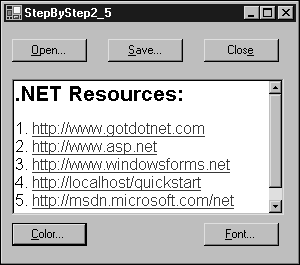 StepByStep2_5
Open... Save... Close
.NET Resources:
1. http://www.gotdotnet.com
2. http://www.asp.net
3. http://www.windowsforms.net
4. http://localhost/quickstart
5. http://msdn.microsoft.com/net
Color... Font...